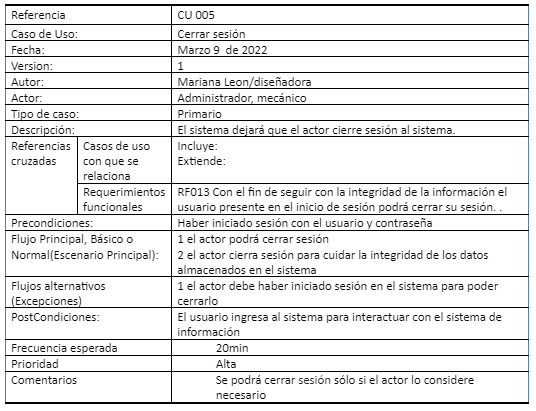 Referencia CU 005
Caso de Uso: Cerrar sesión
Fecha: Marzo 9 de 2022
Version: 1
Autor: Mariana Leon/diseñadora
Actor: Administrador, mecánico
Tipo de caso: Primario
Descripción: El sistema dejará que el actor cierre sesión al sistema.
Referencias cruzadas
Casos de uso con que se relaciona
Incluye:
Extiende:
Requerimientos funcionales
RF013 Con el fin de seguir con la integridad de la información el
usuario presente en el inicio de sesión podrá cerrar su sesión. .
Precondiciones: Haber iniciado sesión con el usuario y contraseña
Flujo Principal, Básico o
Normal(Escenario Principal):
1 el actor podrá cerrar sesión
2 el actor cierra sesión para cuidar la integridad de los datos
almacenados en el sistema
Flujos alternativos
(Excepciones)
1 el actor debe haber iniciado sesión en el sistema para poder
cerrarlo
PostCondiciones: El usuario ingresa al sistema para interactuar con el sistema de
información
Frecuencia esperada 20min
Prioridad Alta
Comentarios Se podrá cerrar sesión sólo si el actor lo considere
necesario